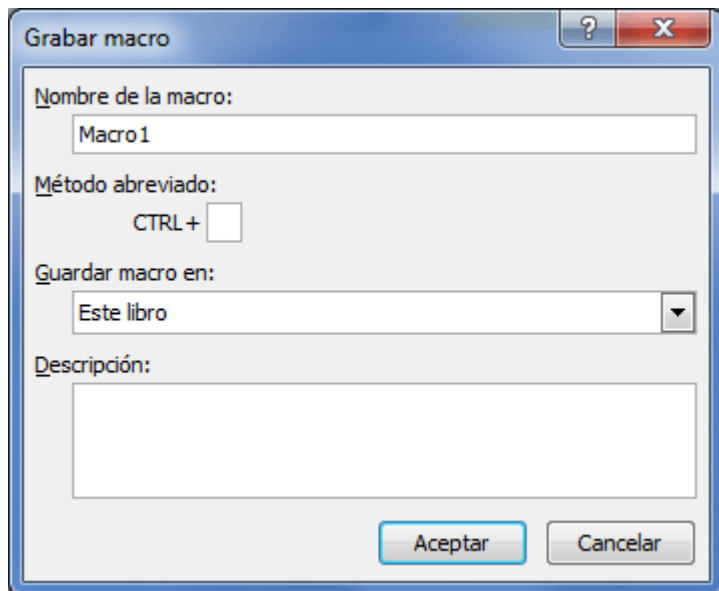 Grabar macro
?
Nombre de la macro:
Macro1
Método abreviado:
CTRL+
Guardar macro en:
Este libro
Descripción:
Aceptar Cancelar